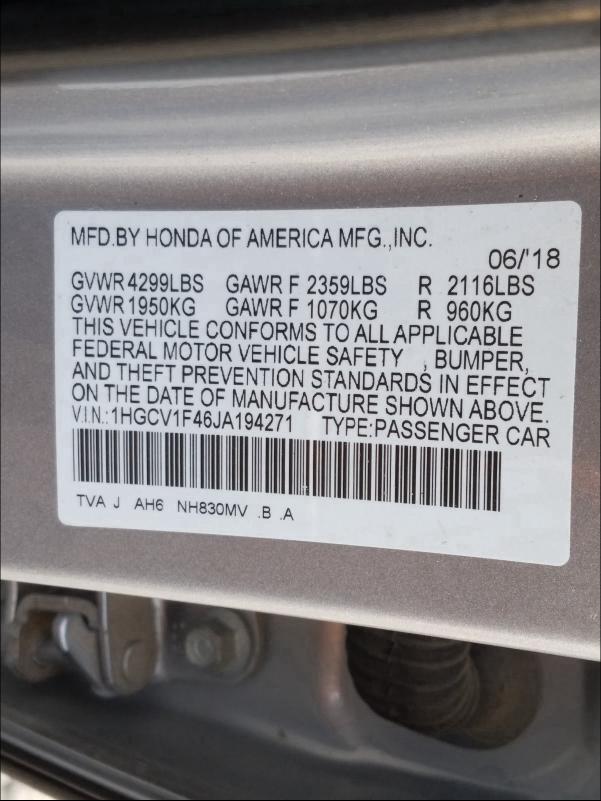 MFD.BY HONDA OF AMERICA MFG.,INC.
06/'18
GVWR 4299LBS GAWR F 2359LBS R 2116LBS
GVWR 1950KG GAWR F 1070KG R 960KG
THIS VEHICLE CONFORMS TO ALL APPLICABLE
FEDERAL MOTOR VEHICLE SAFETY , BUMPER,
AND THEFT PREVENTION STANDARDS IN EFFECT
ON THE DATE OF MANUFACTURE SHOWN ABOVE.
V.I.N.:1HGCV1F46JA194271 TYPE:PASSENGER CAR
TVA J AH6 NH830MV .B .A